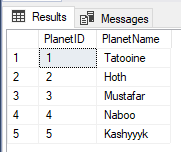 Results Messages
PlanetID PlanetName
1 1 Tatooine
2 2 Hoth
3 3 Mustafar
4 4 Naboo
5 5 Kashyyyk